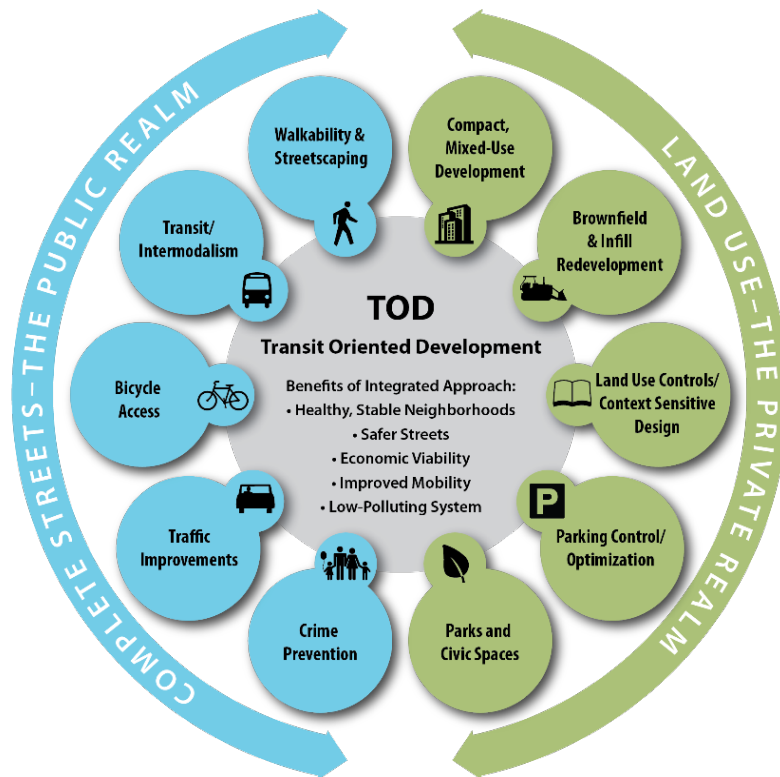 COMPLETE STREETS–THE PUBLIC REALM
LAND USE–THE PRIVATE REALM
Walkability &
Streetscaping
Compact,
Mixed-Use
Development
Transit/
Intermodalism
Brownfield
& Infill
Redevelopment
Bicycle
Access
Land Use Controls/
Context Sensitive
Design
Traffic
Improvements
P
Parking Control/
Optimization
Crime
Prevention
Parks and
Civic Spaces
TOD
Transit Oriented Development
Benefits of Integrated Approach:
• Healthy, Stable Neighborhoods
• Safer Streets
• Economic Viability
• Improved Mobility
• Low-Polluting System